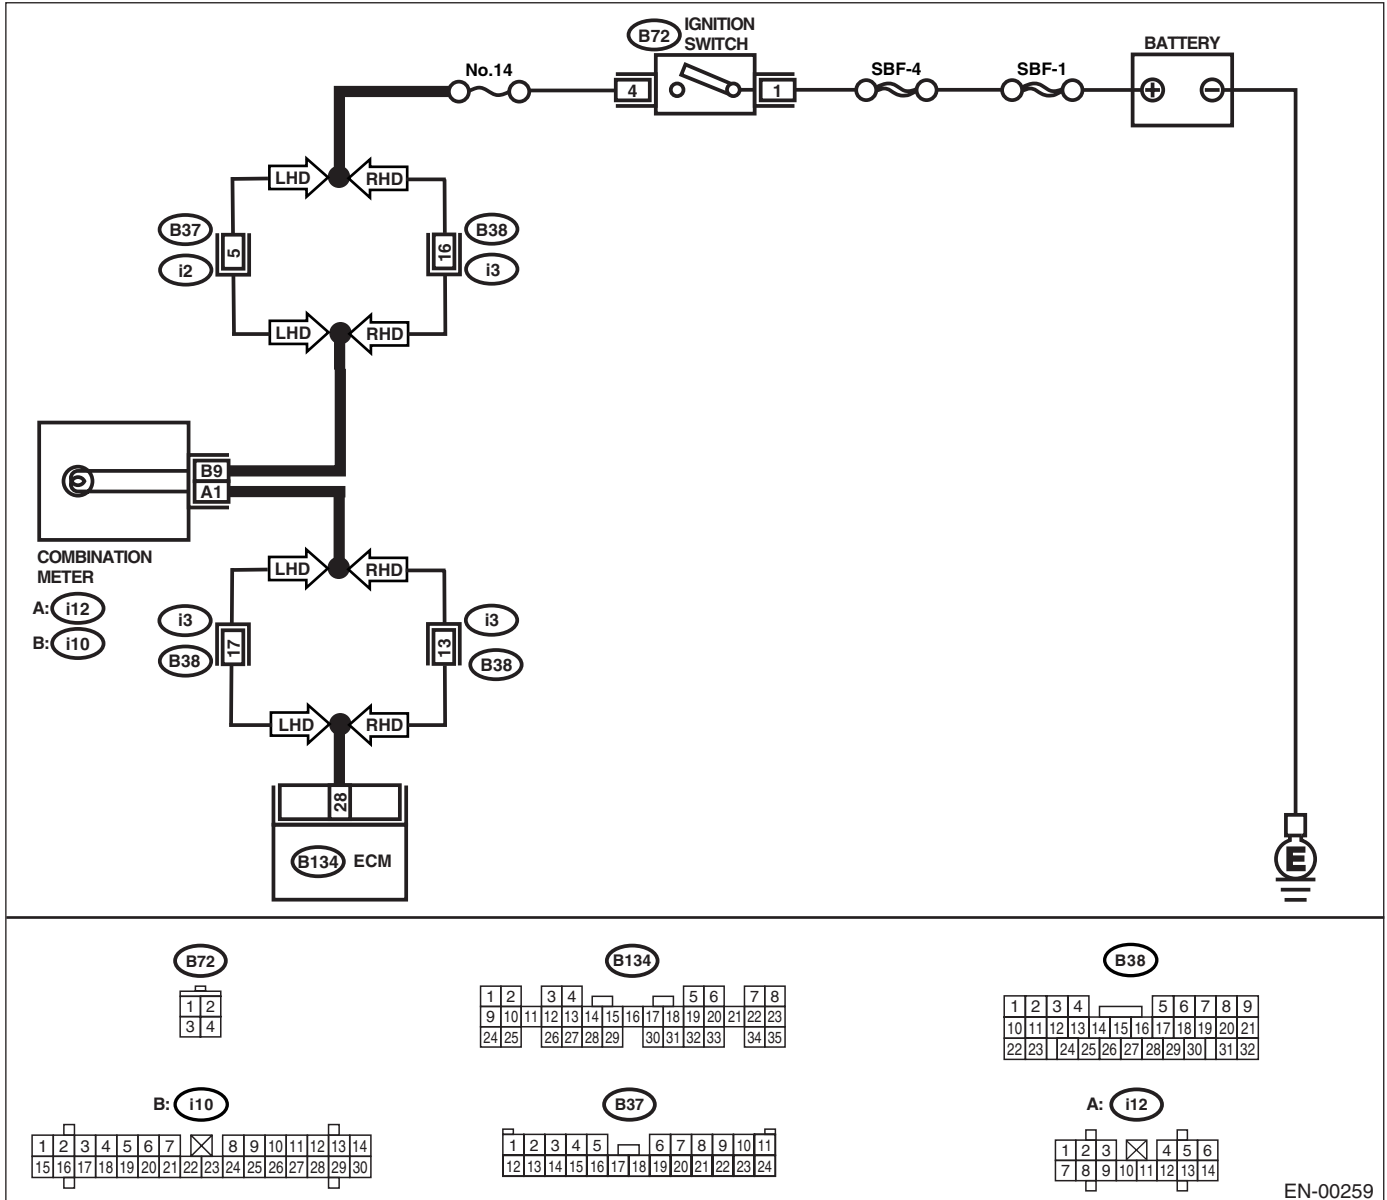 IGNITION
SWITCH
B72
BATTERY
No.14
4
1
SBF-4
SBF-1
LHD
RHD
B37
5
i2
B38
16
i3
LHD
RHD
B9
A1
COMBINATION
METER
A: i12
B: i10
LHD
RHD
i3
17
B38
i3
13
B38
LHD
RHD
28
B134 ECM
E
B72
1 2
3 4
B134
1 2 3 4 5 6 7 8
9 10 11 12 13 14 15 16 17 18 19 20 21 22 23
24 25 26 27 28 29 30 31 32 33 34 35
B38
1 2 3 4 5 6 7 8 9
10 11 12 13 14 15 16 17 18 19 20 21
22 23 24 25 26 27 28 29 30 31 32
B: i10
1 2 3 4 5 6 7 8 9 10 11 12 13 14
15 16 17 18 19 20 21 22 23 24 25 26 27 28 29 30
B37
1 2 3 4 5 6 7 8 9 10 11
12 13 14 15 16 17 18 19 20 21 22 23 24
A: i12
1 2 3 4 5 6
7 8 9 10 11 12 13 14
EN-00259